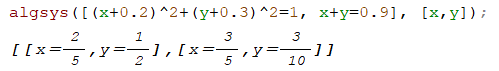 algsys([(x+0.2)^2+(y+0.3)^2=1, x+y=0.9], [x,y]);
[[x=2/5,y=1/2],[x=3/5,y=3/10]]